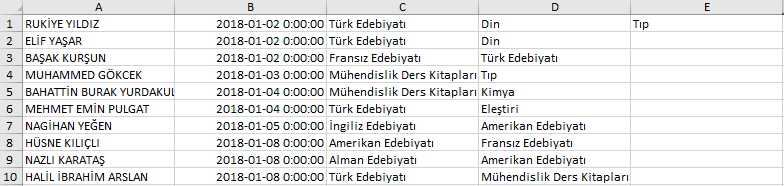 A B C D E
1 RUKİYE YILDIZ 2018-01-02 0:00:00 Türk Edebiyatı Din Tıp
2 ELİF YAŞAR 2018-01-02 0:00:00 Türk Edebiyatı Din
3 BAŞAK KURŞUN 2018-01-02 0:00:00 Fransız Edebiyatı Türk Edebiyatı
4 MUHAMMED GÖKCEK 2018-01-03 0:00:00 Mühendislik Ders Kitapları Tıp
5 BAHATTİN BURAK YURDAKUL 2018-01-04 0:00:00 Mühendislik Ders Kitapları Kimya
6 MEHMET EMİN PULGAT 2018-01-04 0:00:00 Türk Edebiyatı Eleştiri
7 NAGİHAN YEĞEN 2018-01-05 0:00:00 İngiliz Edebiyatı Amerikan Edebiyatı
8 HÜSNE KILIÇLI 2018-01-08 0:00:00 Amerikan Edebiyatı Fransız Edebiyatı
9 NAZLI KARATAŞ 2018-01-08 0:00:00 Alman Edebiyatı Amerikan Edebiyatı
10 HALİL İBRAHİM ARSLAN 2018-01-08 0:00:00 Türk Edebiyatı Mühendislik Ders Kitapları